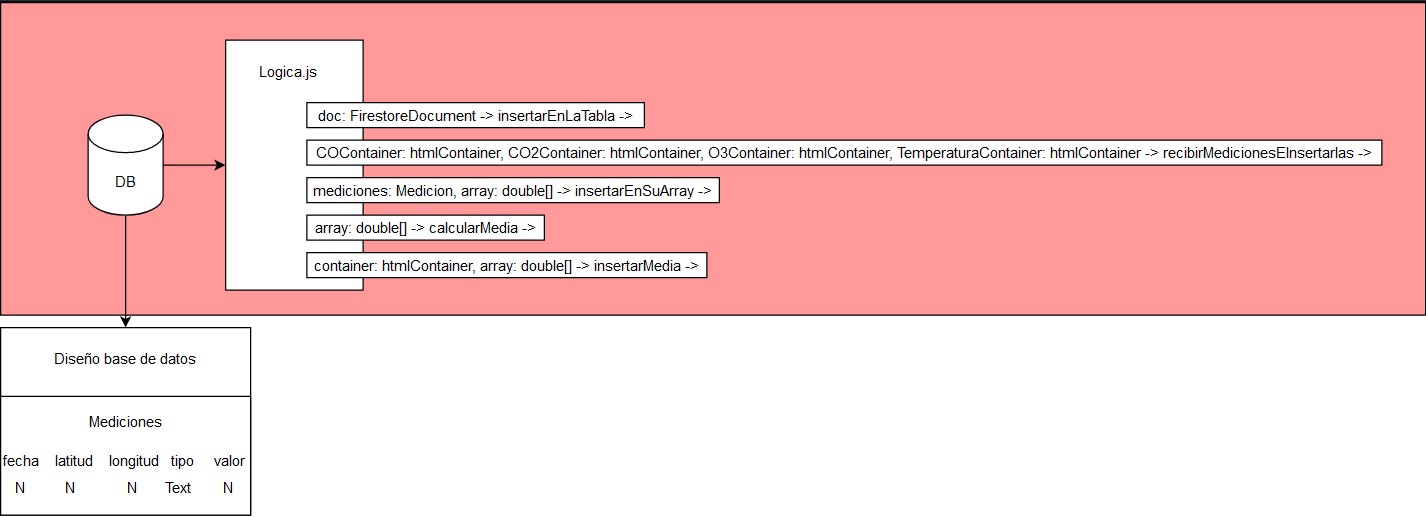 Logica.js
doc: FirestoreDocument -> insertarEnLaTabla ->
COContainer: htmlContainer, CO2Container: htmlContainer, O3Container: htmlContainer, TemperaturaContainer: htmlContainer -> recibirMedicionesEInsertarlas ->
DB
mediciones: Medicion, array: double[] -> insertarEnSuArray ->
array: double[] -> calcularMedia ->
container: htmlContainer, array: double[] -> insertarMedia ->
Diseño base de datos
Mediciones
fecha latitud longitud tipo valor
N N N Text N